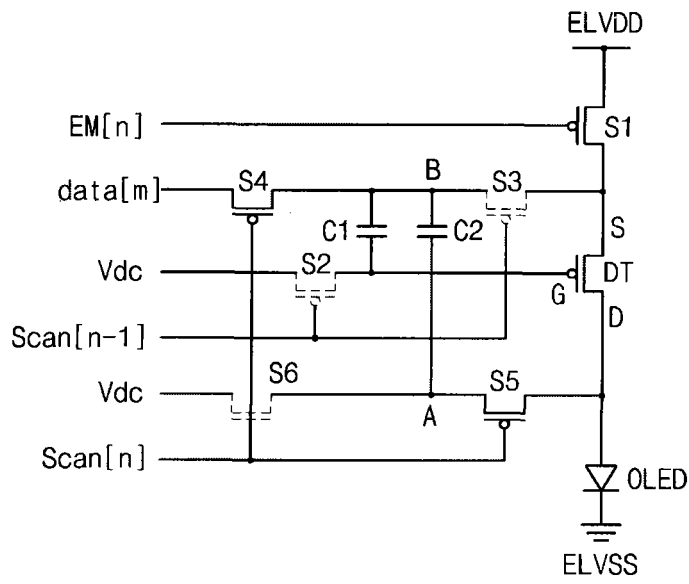 ELVDD
EM[n]
S1
data[m]
S4
B
S3
S
C1
C2
Vdc
S2
G
DT
D
Scan[n-1]
S6
Vdc
A
S5
Scan[n]
OLED
ELVSS